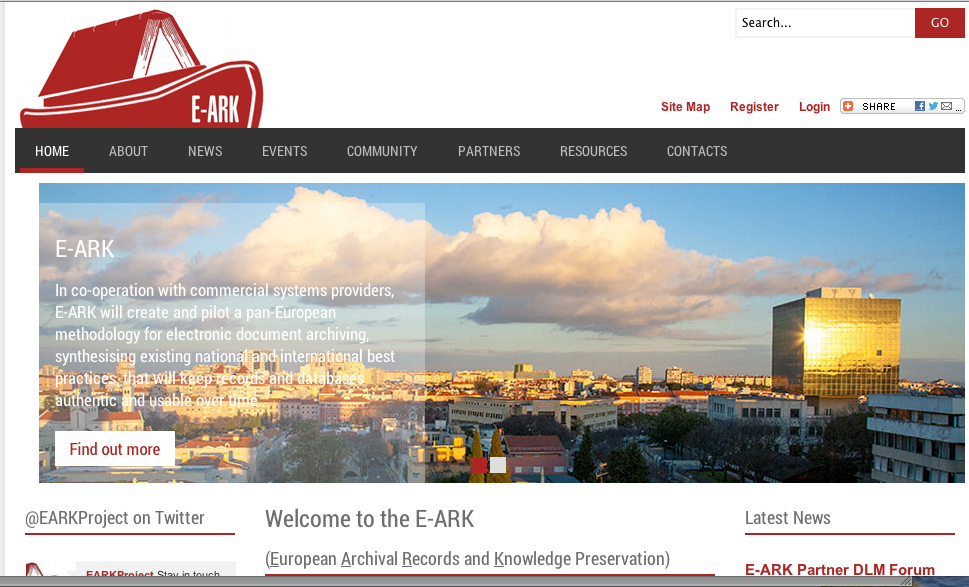 Search...
GO
E-ARK
Site Map Register Login SHARE ...
HOME ABOUT NEWS EVENTS COMMUNITY PARTNERS RESOURCES CONTACTS
E-ARK
In co-operation with commercial systems providers,
E-ARK will create and pilot a pan-European
methodology for electronic document archiving,
synthesising existing national and international best
practices, that will keep records and databases
authentic and usable over time.
Find out more
@EARKProject on Twitter
EARKProject Stay in touch
Welcome to the E-ARK
(European Archival Records and Knowledge Preservation)
Latest News
E-ARK Partner DLM Forum